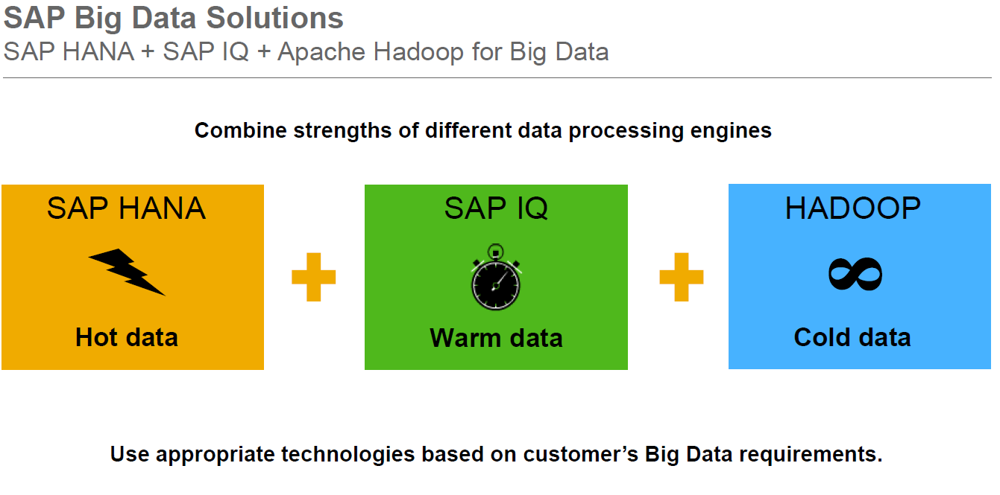 SAP Big Data Solutions
SAP HANA + SAP IQ + Apache Hadoop for Big Data
Combine strengths of different data processing engines
SAP HANA
Hot data
SAP IQ
Warm data
HADOOP
Cold data
Use appropriate technologies based on customer’s Big Data requirements.